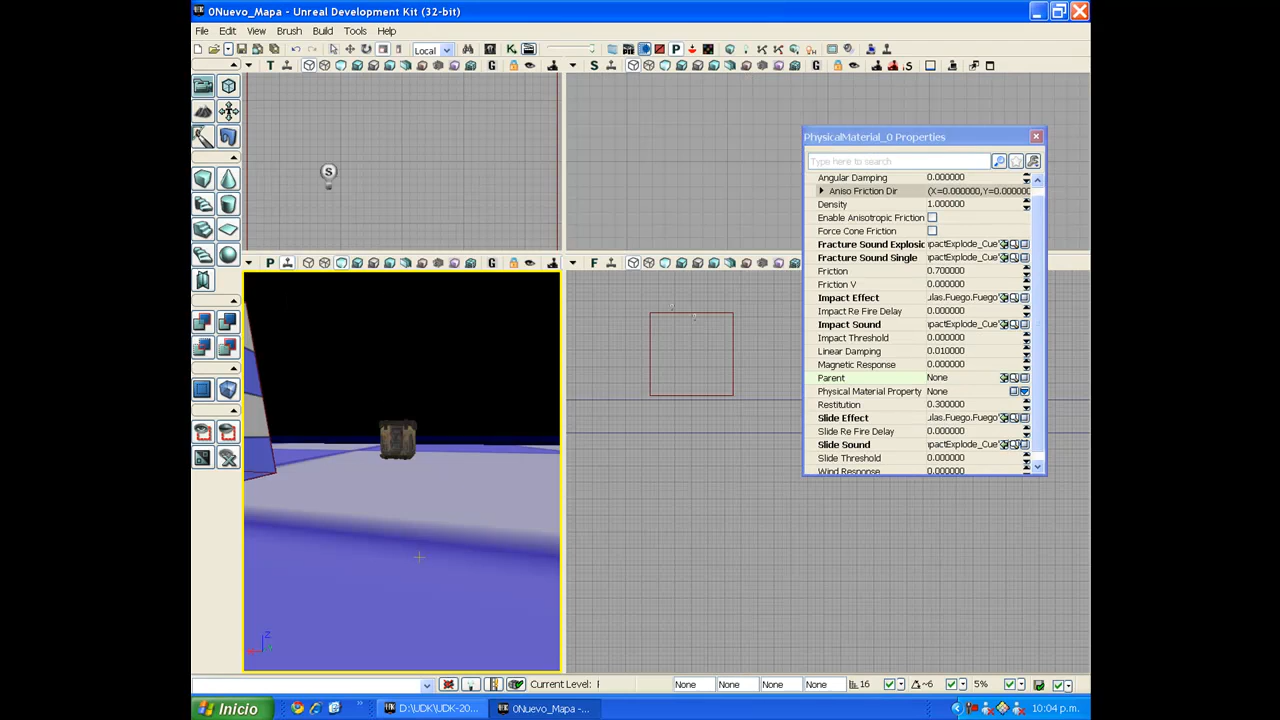 0Nuevo_Mapa - Unreal Development Kit (32-bit)
File Edit View Brush Build Tools Help
Local
T
S
G
G
S
S
PhysicalMaterial_0 Properties
Type here to search
Angular Damping 0.000000
Aniso Friction Dir (X=0.000000,Y=0.000000
Density 1.000000
Enable Anisotropic Friction
Force Cone Friction
Fracture Sound Explosic ıpactExplode_Cue'
Fracture Sound Single ıpactExplode_Cue'
Friction 0.700000
Friction V 0.000000
Impact Effect ulas.Fuego.Fuego'
Impact Re Fire Delay 0.000000
Impact Sound ıpactExplode_Cue'
Impact Threshold 0.000000
Linear Damping 0.010000
Magnetic Response 0.000000
Parent None
Physical Material Property None
Restitution 0.300000
Slide Effect ulas.Fuego.Fuego'
Slide Re Fire Delay 0.000000
Slide Sound ıpactExplode_Cue'
Slide Threshold 0.000000
Wind Response 0.000000
P
G
F
Z
Current Level: None None None None 16 ~6 5%
Inicio D:\UDK\UDK-20... 0Nuevo_Mapa -... 10:04 p.m.